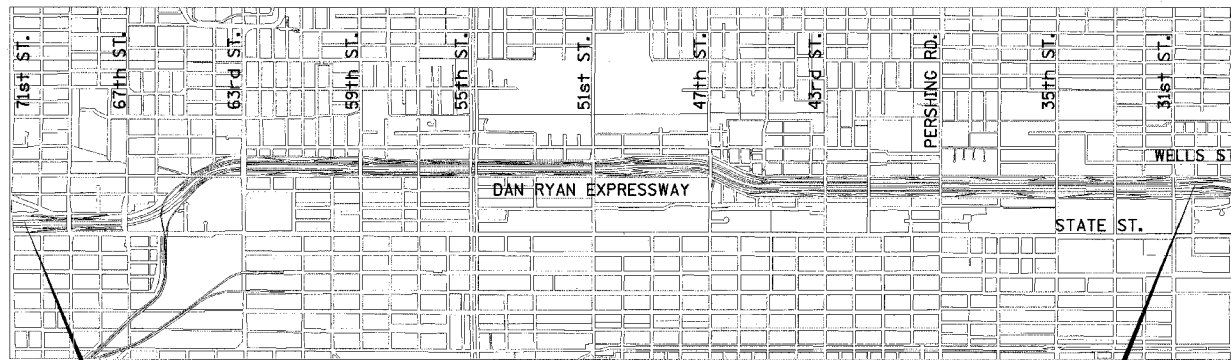 71st ST.
67th ST.
63rd ST.
59th ST.
55th ST.
51st ST.
47th ST.
43rd ST.
PERSHING RD.
35th ST.
31st ST.
WELLS ST
DAN RYAN EXPRESSWAY
STATE ST.